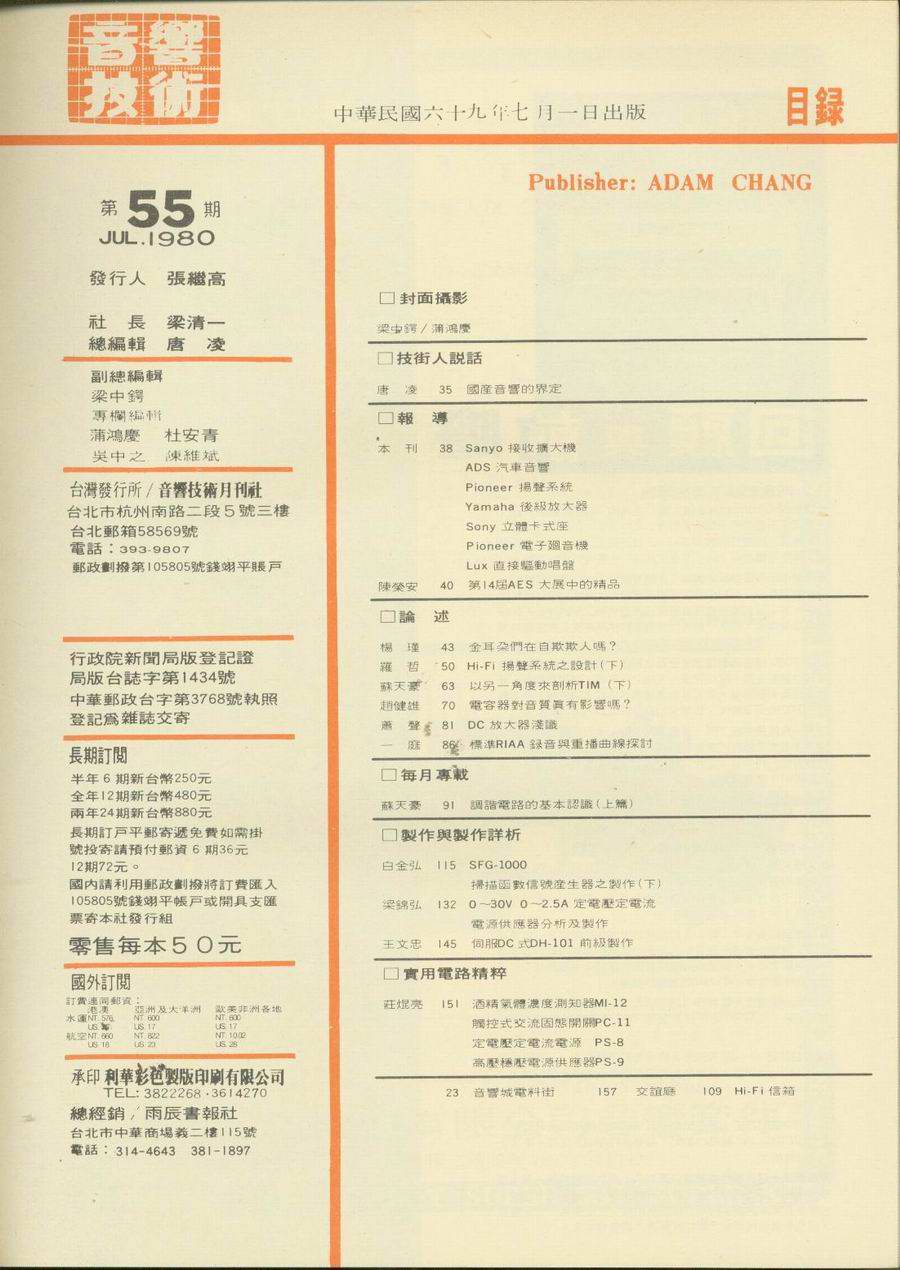 音響
技術
中華民國六十九年七月一日出版
目録
第55期
JUL.1980
發行人 張繼高
社 長 梁清一
總編輯 唐 凌
副總編輯
梁中鍔
專欄編輯
蒲鴻慶 杜安青
吳中之 陳維斌
台灣發行所/音響技術月刊社
台北市杭州南路二段5號三樓
台北郵箱58569號
電話：393-9807
郵政劃撥第105805號錢翊平賬戶
行政院新聞局版登記證
局版台誌字第1434號
中華郵政台字第3768號執照
登記爲雜誌交寄
長期訂閱
半年6期新台幣250元
全年12期新台幣480元
兩年24期新台幣880元
長期訂戶平郵寄遞免費如需掛
號投寄請預付郵資6期36元
12期72元。
國內請利用郵政劃撥將訂費匯入
105805號錢翊平帳戶或開具支匯
票寄本社發行組
零售每本50元
國外訂閱
訂費連同郵資：
港澳 亞洲及大洋洲 歐美非洲各地
水運NT. 576. NT. 600 NT. 600
US. US. 17 US. 17
航空NT. 660 NT. 822 NT. 1002
US. 18 US. 23 US. 28
承印 利華彩色製版印刷有限公司
TEL: 3822268·3614270
總經銷/雨辰書報社
台北市中華商場義二樓115號
電話：314-4643 381-1897
Publisher: ADAM CHANG
□封面攝影
梁中鍔/蒲鴻慶
□技術人説話
唐 凌 35 國産音響的界定
□報 導
本 刊 38 Sanyo 接收擴大機
ADS 汽車音響
Pioneer 揚聲系統
Yamaha 後級放大器
Sony 立體卡式座
Pioneer 電子廻音機
Lux 直接驅動唱盤
陳榮安 40 第14屆AES 大展中的精品
□論 述
楊 瑾 43 金耳朶們在自欺欺人嗎？
羅 哲 50 Hi-Fi 揚聲系統之設計(下)
蘇天豪 63 以另一角度來剖析TIM (下)
趙健雄 70 電容器對音質眞有影響嗎？
蕭 聲 81 DC 放大器淺識
一 庭 86 標準RIAA 録音與重播曲線探討
□每月專載
蘇天豪 91 調諧電路的基本認識(上篇)
□製作與製作詳析
白金弘 115 SFG-1000
掃描函數信號産生器之製作(下)
梁錦弘 132 0～30V 0～2.5A 定電壓定電流
電源供應器分析及製作
王文忠 145 伺服DC 式DH-101 前級製作
□實用電路精粹
莊焜亮 151 酒精氣體濃度測知器MI-12
觸控式交流固態開關PC-11
定電壓定電流電源 PS-8
高壓穩壓電源供應器PS-9
23 音響城電料街 157 交誼廳 109 Hi-Fi 信箱